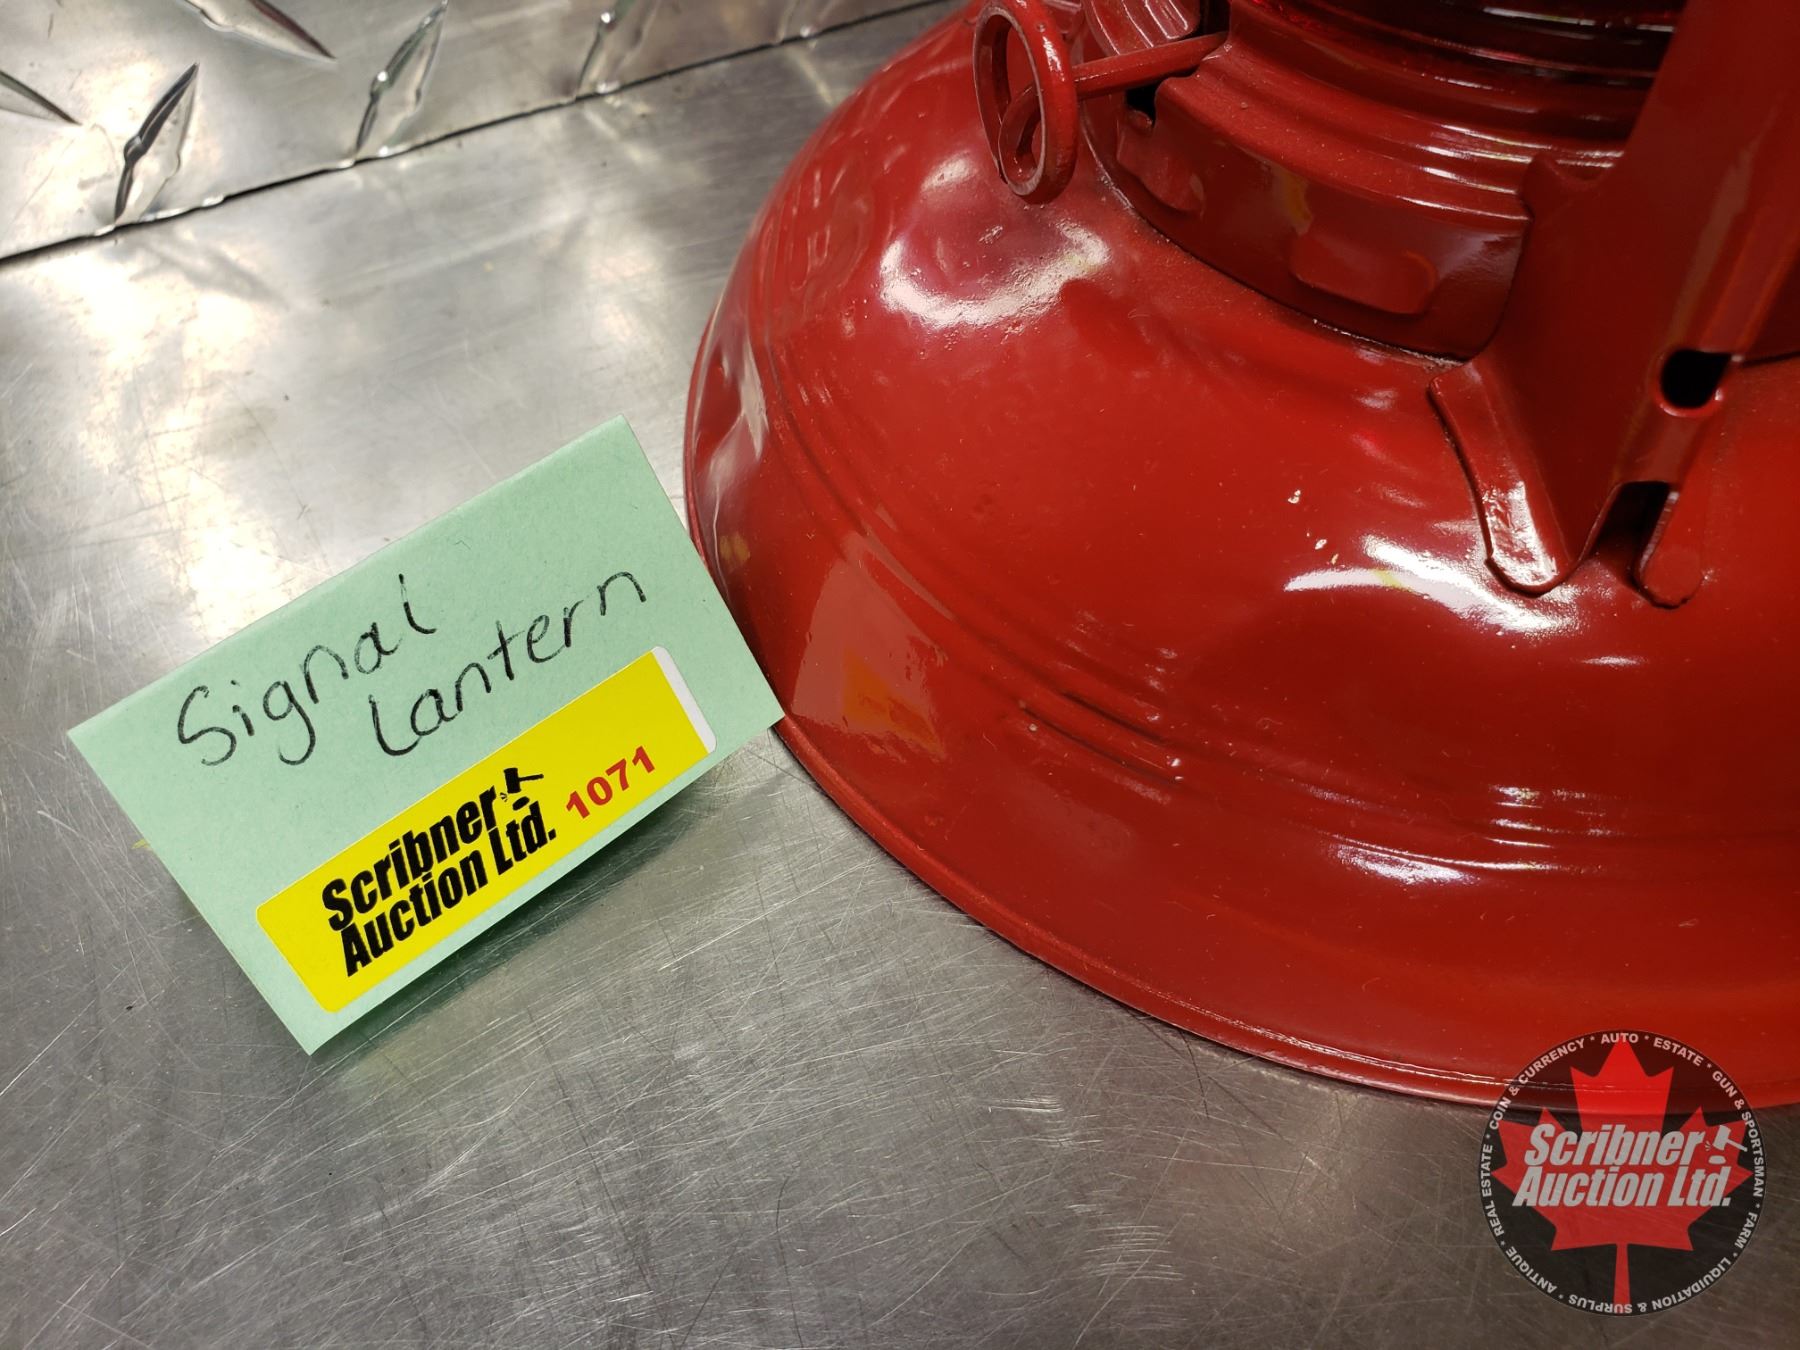 Signal
Lantern
Scribner
Auction Ltd.
1071
COIN & CURRENCY * AUTO * ESTATE * GUN & SPORTSMAN * FARM * LIQUIDATION & SURPLUS * ANTIQUE * REAL ESTATE *
Scribner
Auction Ltd.